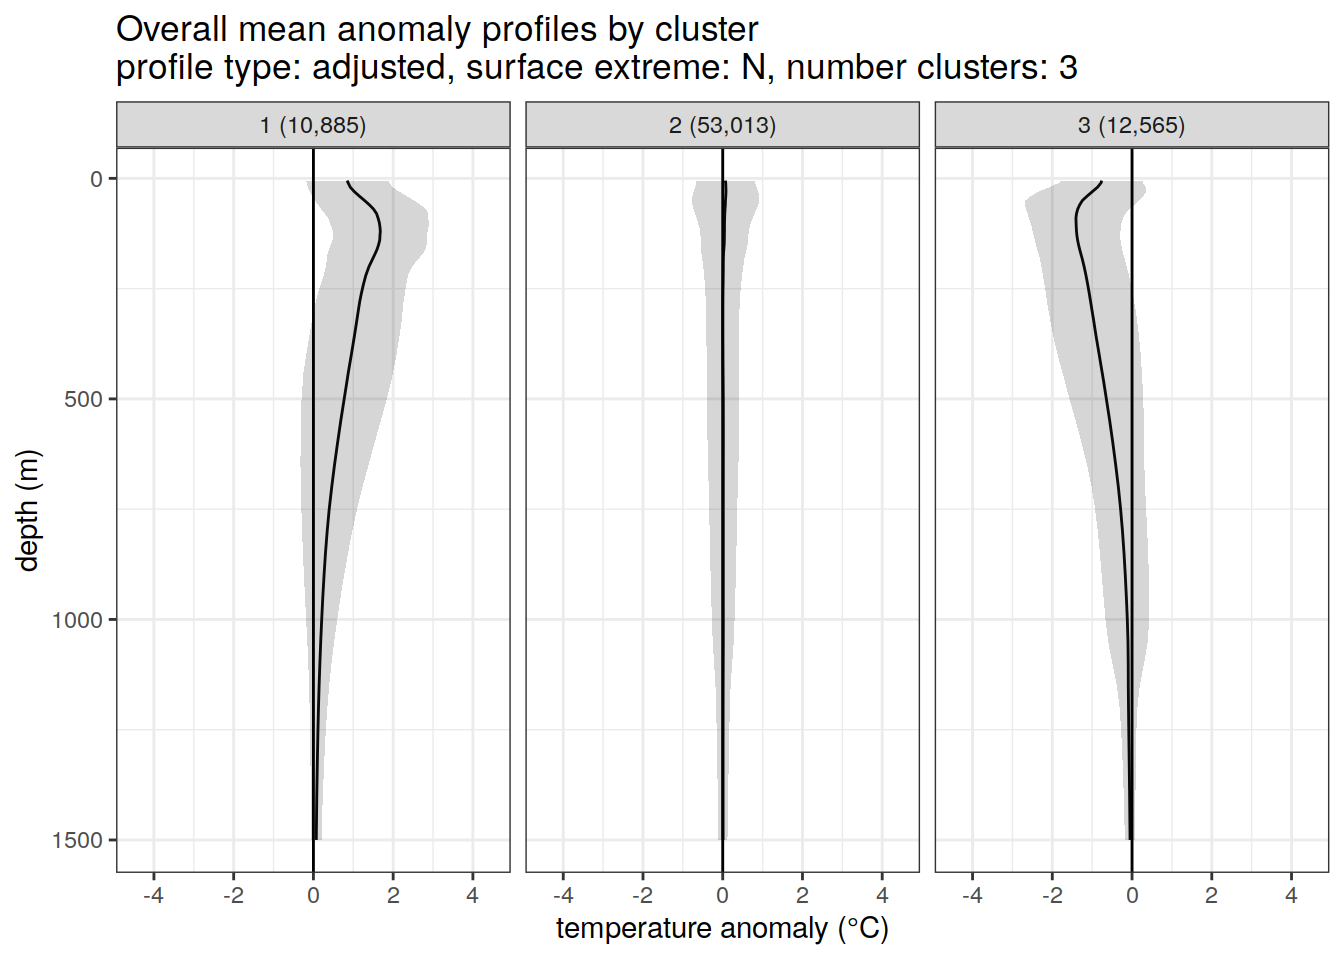 Overall mean anomaly profiles by cluster
profile type: adjusted, surface extreme: N, number clusters: 3
1 (10,885)
2 (53,013)
3 (12,565)
0
500
1000
1500
depth (m)
-4 -2 0 2 4
-4 -2 0 2 4
-4 -2 0 2 4
temperature anomaly (°C)